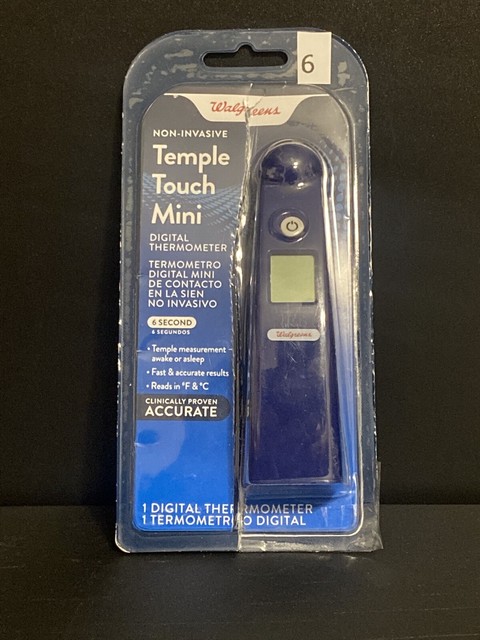 6
Walgreens
NON-INVASIVE
Temple
Touch
Mini
DIGITAL
THERMOMETER
TERMOMETRO
DIGITAL MINI
DE CONTACTO
EN LA SIEN
NO INVASIVO
6 SECOND
6 SEGUNDOS
• Temple measurement
awake or asleep
• Fast & accurate results
• Reads in °F & °C
CLINICALLY PROVEN
ACCURATE
Walgreens
1 DIGITAL THERMOMETER
1 TERMOMETRO DIGITAL